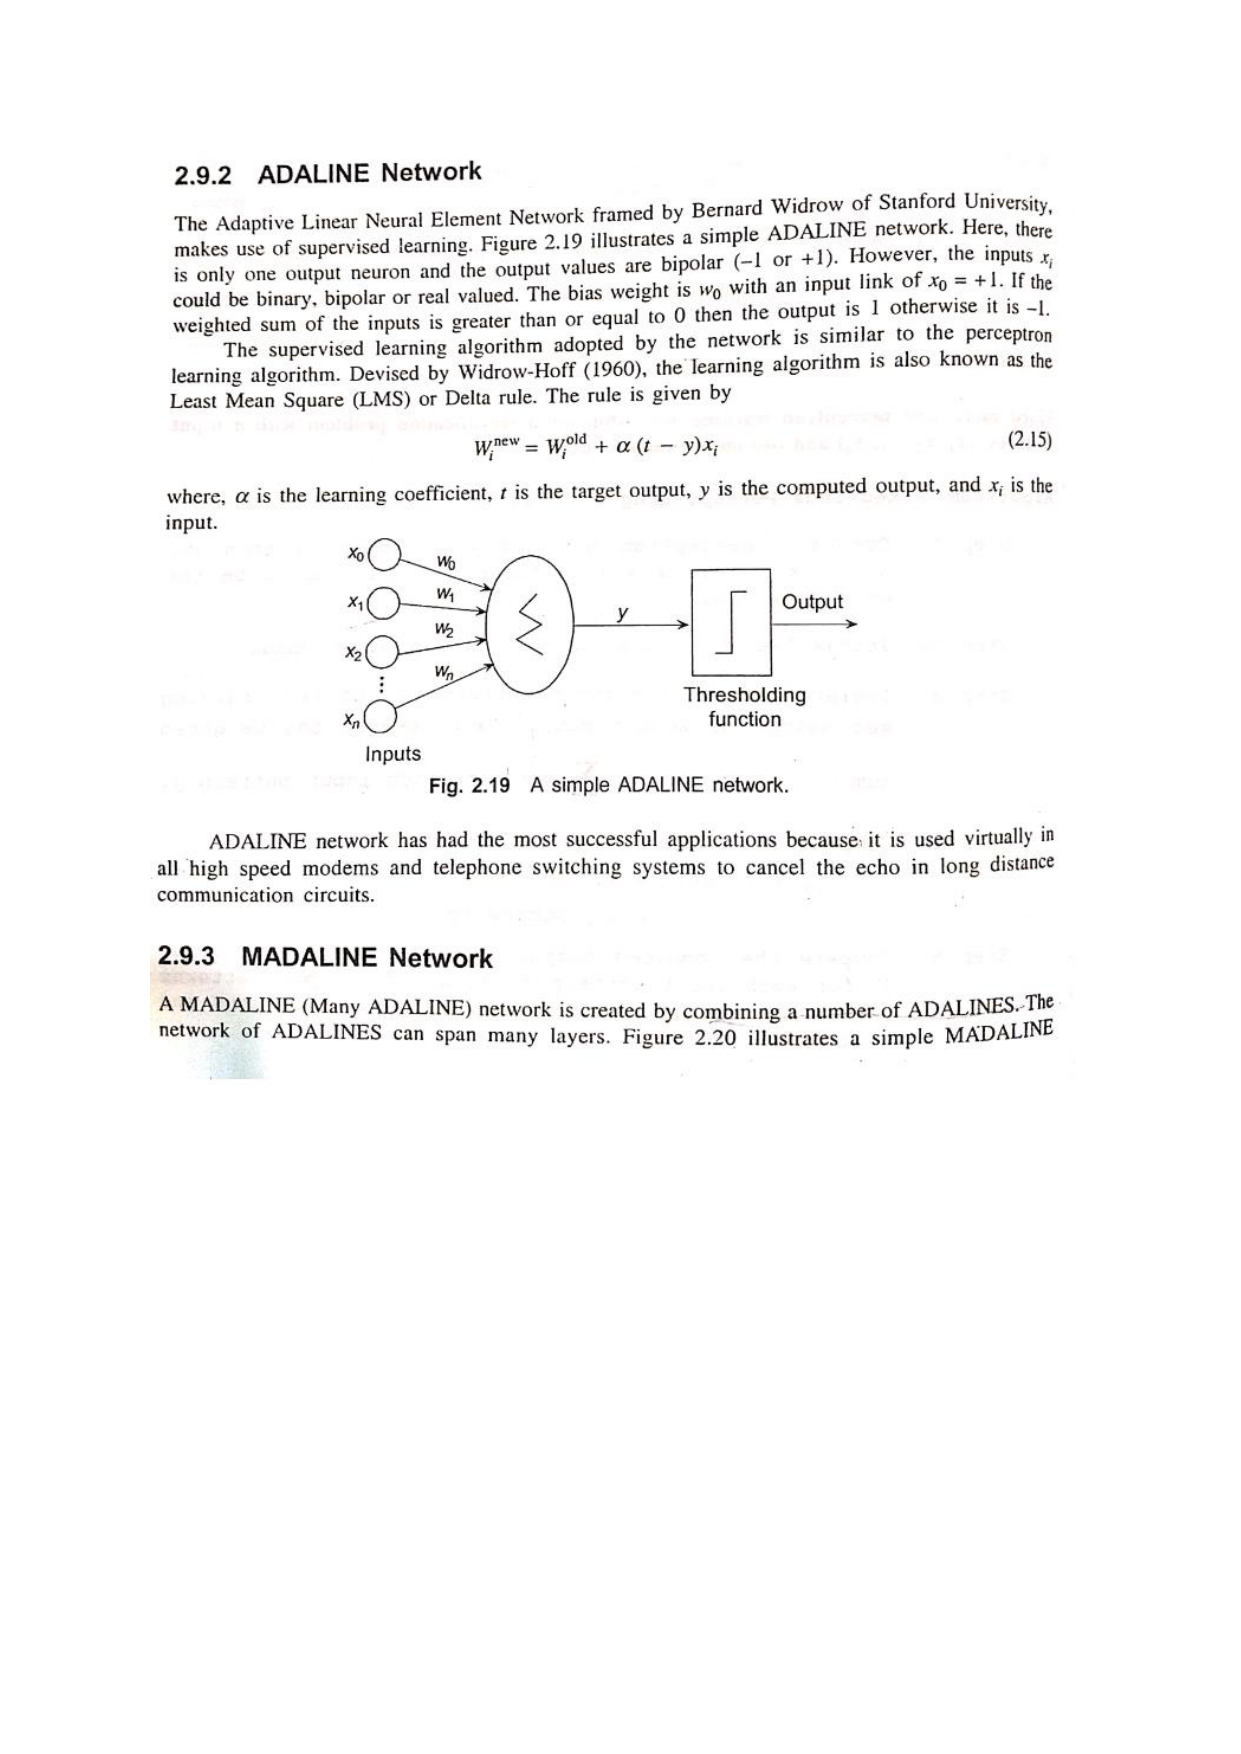 2.9.2 ADALINE Network
The Adaptive Linear Neural Element Network framed by Bernard Widrow of Stanford University,
makes use of supervised learning. Figure 2.19 illustrates a simple ADALINE network. Here, there
is only one output neuron and the output values are bipolar (–1 or +1). However, the inputs xᵢ
could be binary, bipolar or real valued. The bias weight is w₀ with an input link of x₀ = +1. If the
weighted sum of the inputs is greater than or equal to 0 then the output is 1 otherwise it is –1.
The supervised learning algorithm adopted by the network is similar to the perceptron
learning algorithm. Devised by Widrow-Hoff (1960), the learning algorithm is also known as the
Least Mean Square (LMS) or Delta rule. The rule is given by
Wᵢⁿᵉʷ = Wᵢᵒˡᵈ + α (t – y)xᵢ (2.15)
where, α is the learning coefficient, t is the target output, y is the computed output, and xᵢ is the
input.
x₀ W₀
x₁ W₁
x₂ W₂
xₙ Wₙ
Σ
y
Output
Thresholding
function
Inputs
Fig. 2.19 A simple ADALINE network.
ADALINE network has had the most successful applications because it is used virtually in
all high speed modems and telephone switching systems to cancel the echo in long distance
communication circuits.
2.9.3 MADALINE Network
A MADALINE (Many ADALINE) network is created by combining a number of ADALINES. The
network of ADALINES can span many layers. Figure 2.20 illustrates a simple MADALINE